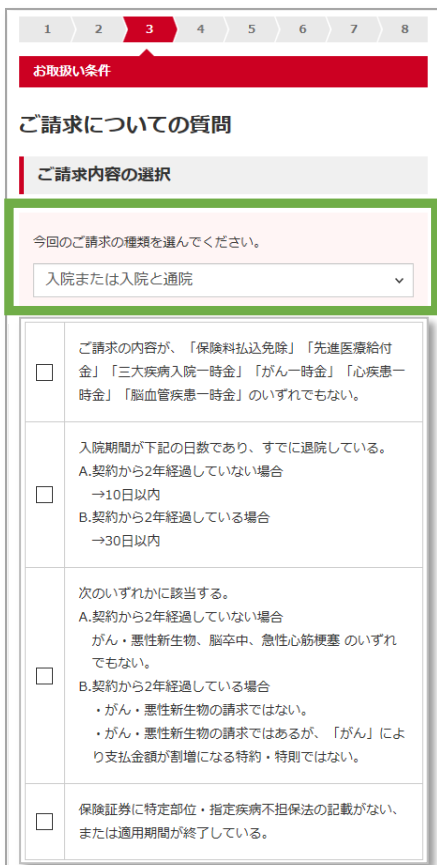 1 2 3 4 5 6 7 8
お取扱い条件
ご請求についての質問
ご請求内容の選択
今回のご請求の種類を選んでください。
入院または入院と通院
ご請求の内容が、「保険料払込免除」「先進医療給付
金」「三大疾病入院一時金」「がん一時金」「心疾患一
時金」「脳血管疾患一時金」のいずれでもない。
入院期間が下記の日数であり、すでに退院している。
A.契約から2年経過していない場合
→10日以内
B.契約から2年経過している場合
→30日以内
次のいずれかに該当する。
A.契約から2年経過していない場合
がん・悪性新生物、脳卒中、急性心筋梗塞 のいずれ
でもない。
B.契約から2年経過している場合
・がん・悪性新生物の請求ではない。
・がん・悪性新生物の請求ではあるが、「がん」によ
り支払金額が割増になる特約・特則ではない。
保険証券に特定部位・指定疾病不担保法の記載がない、
または適用期間が終了している。